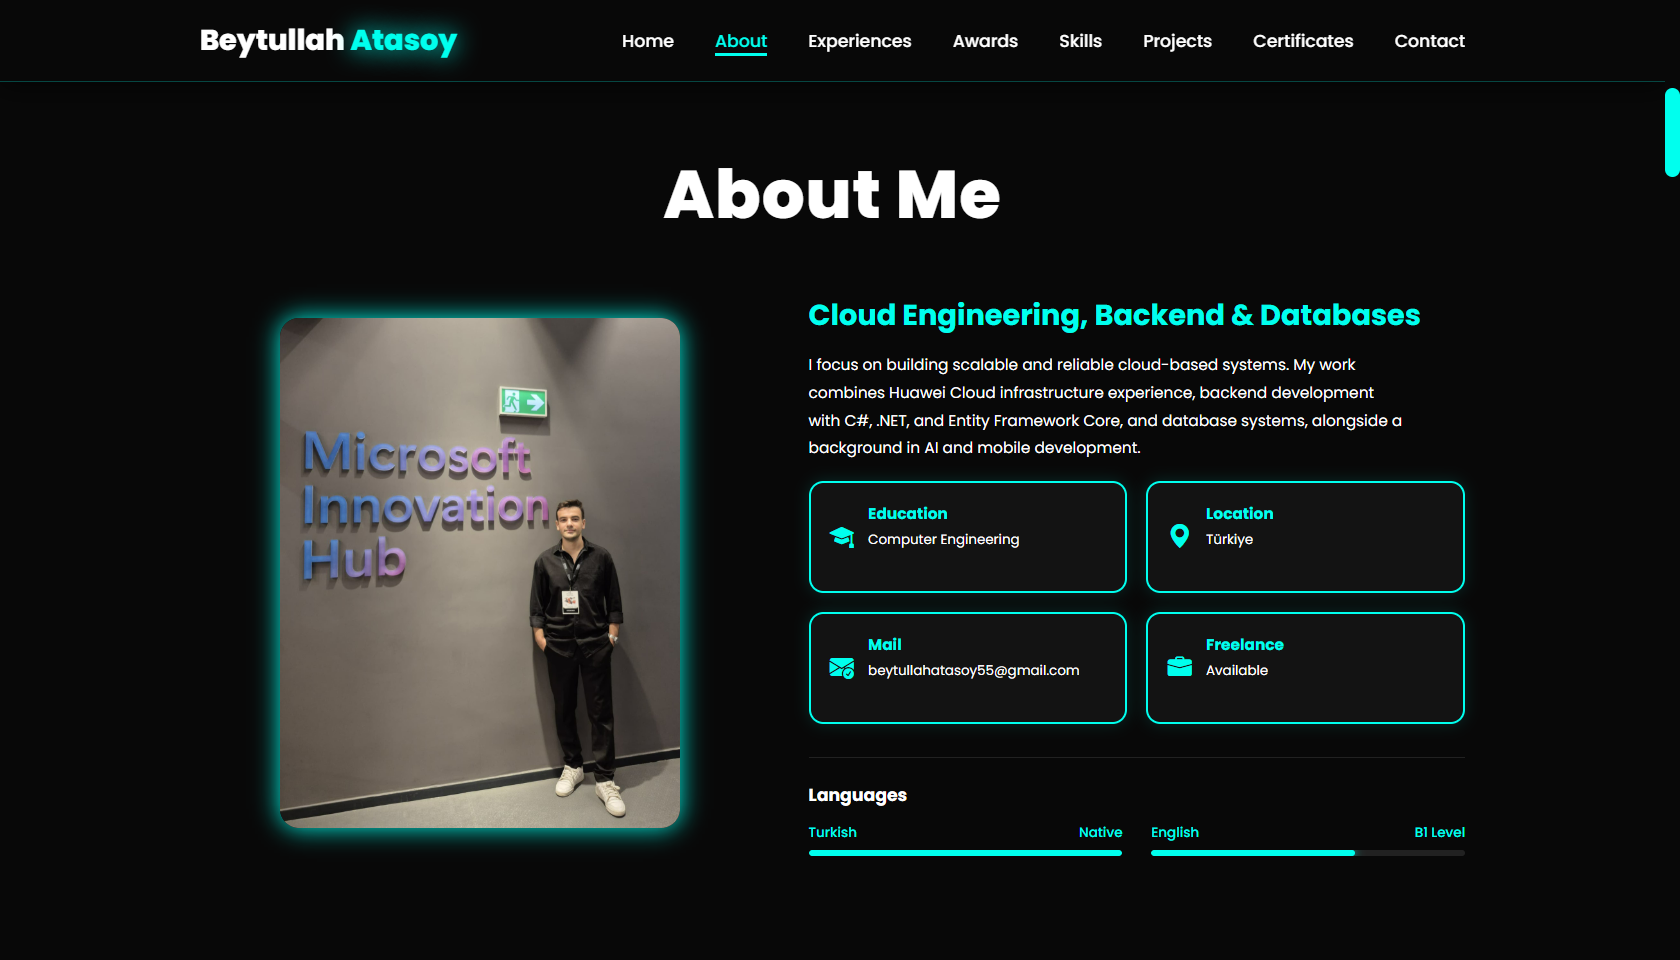 Beytullah Atasoy
Home
About
Experiences
Awards
Skills
Projects
Certificates
Contact
About Me
Microsoft
Innovation
Hub
Cloud Engineering, Backend & Databases
I focus on building scalable and reliable cloud-based systems. My work
combines Huawei Cloud infrastructure experience, backend development
with C#, .NET, and Entity Framework Core, and database systems, alongside a
background in AI and mobile development.
Education
Computer Engineering
Location
Türkiye
Mail
beytullahatasoy55@gmail.com
Freelance
Available
Languages
Turkish
Native
English
B1 Level